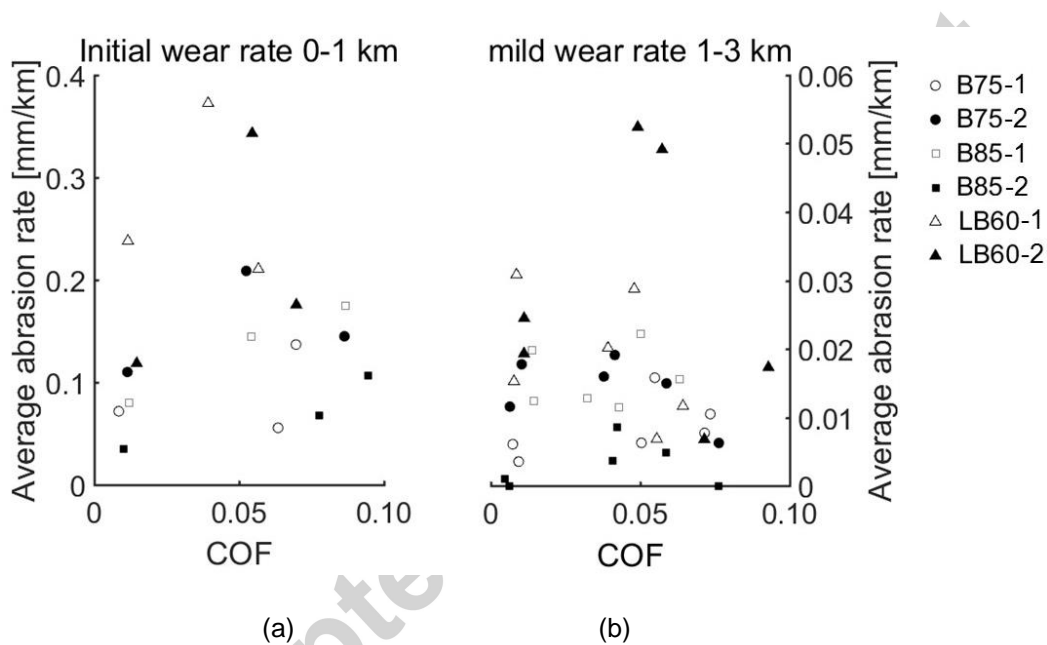 Initial wear rate 0-1 km
mild wear rate 1-3 km
Average abrasion rate [mm/km]
0.4
0.3
0.2
0.1
0
0
0.05
0.10
COF
(a)
0.06
0.05
0.04
0.03
0.02
0.01
0
Average abrasion rate [mm/km]
0
0.05
0.10
COF
(b)
B75-1
B75-2
B85-1
B85-2
LB60-1
LB60-2
pte